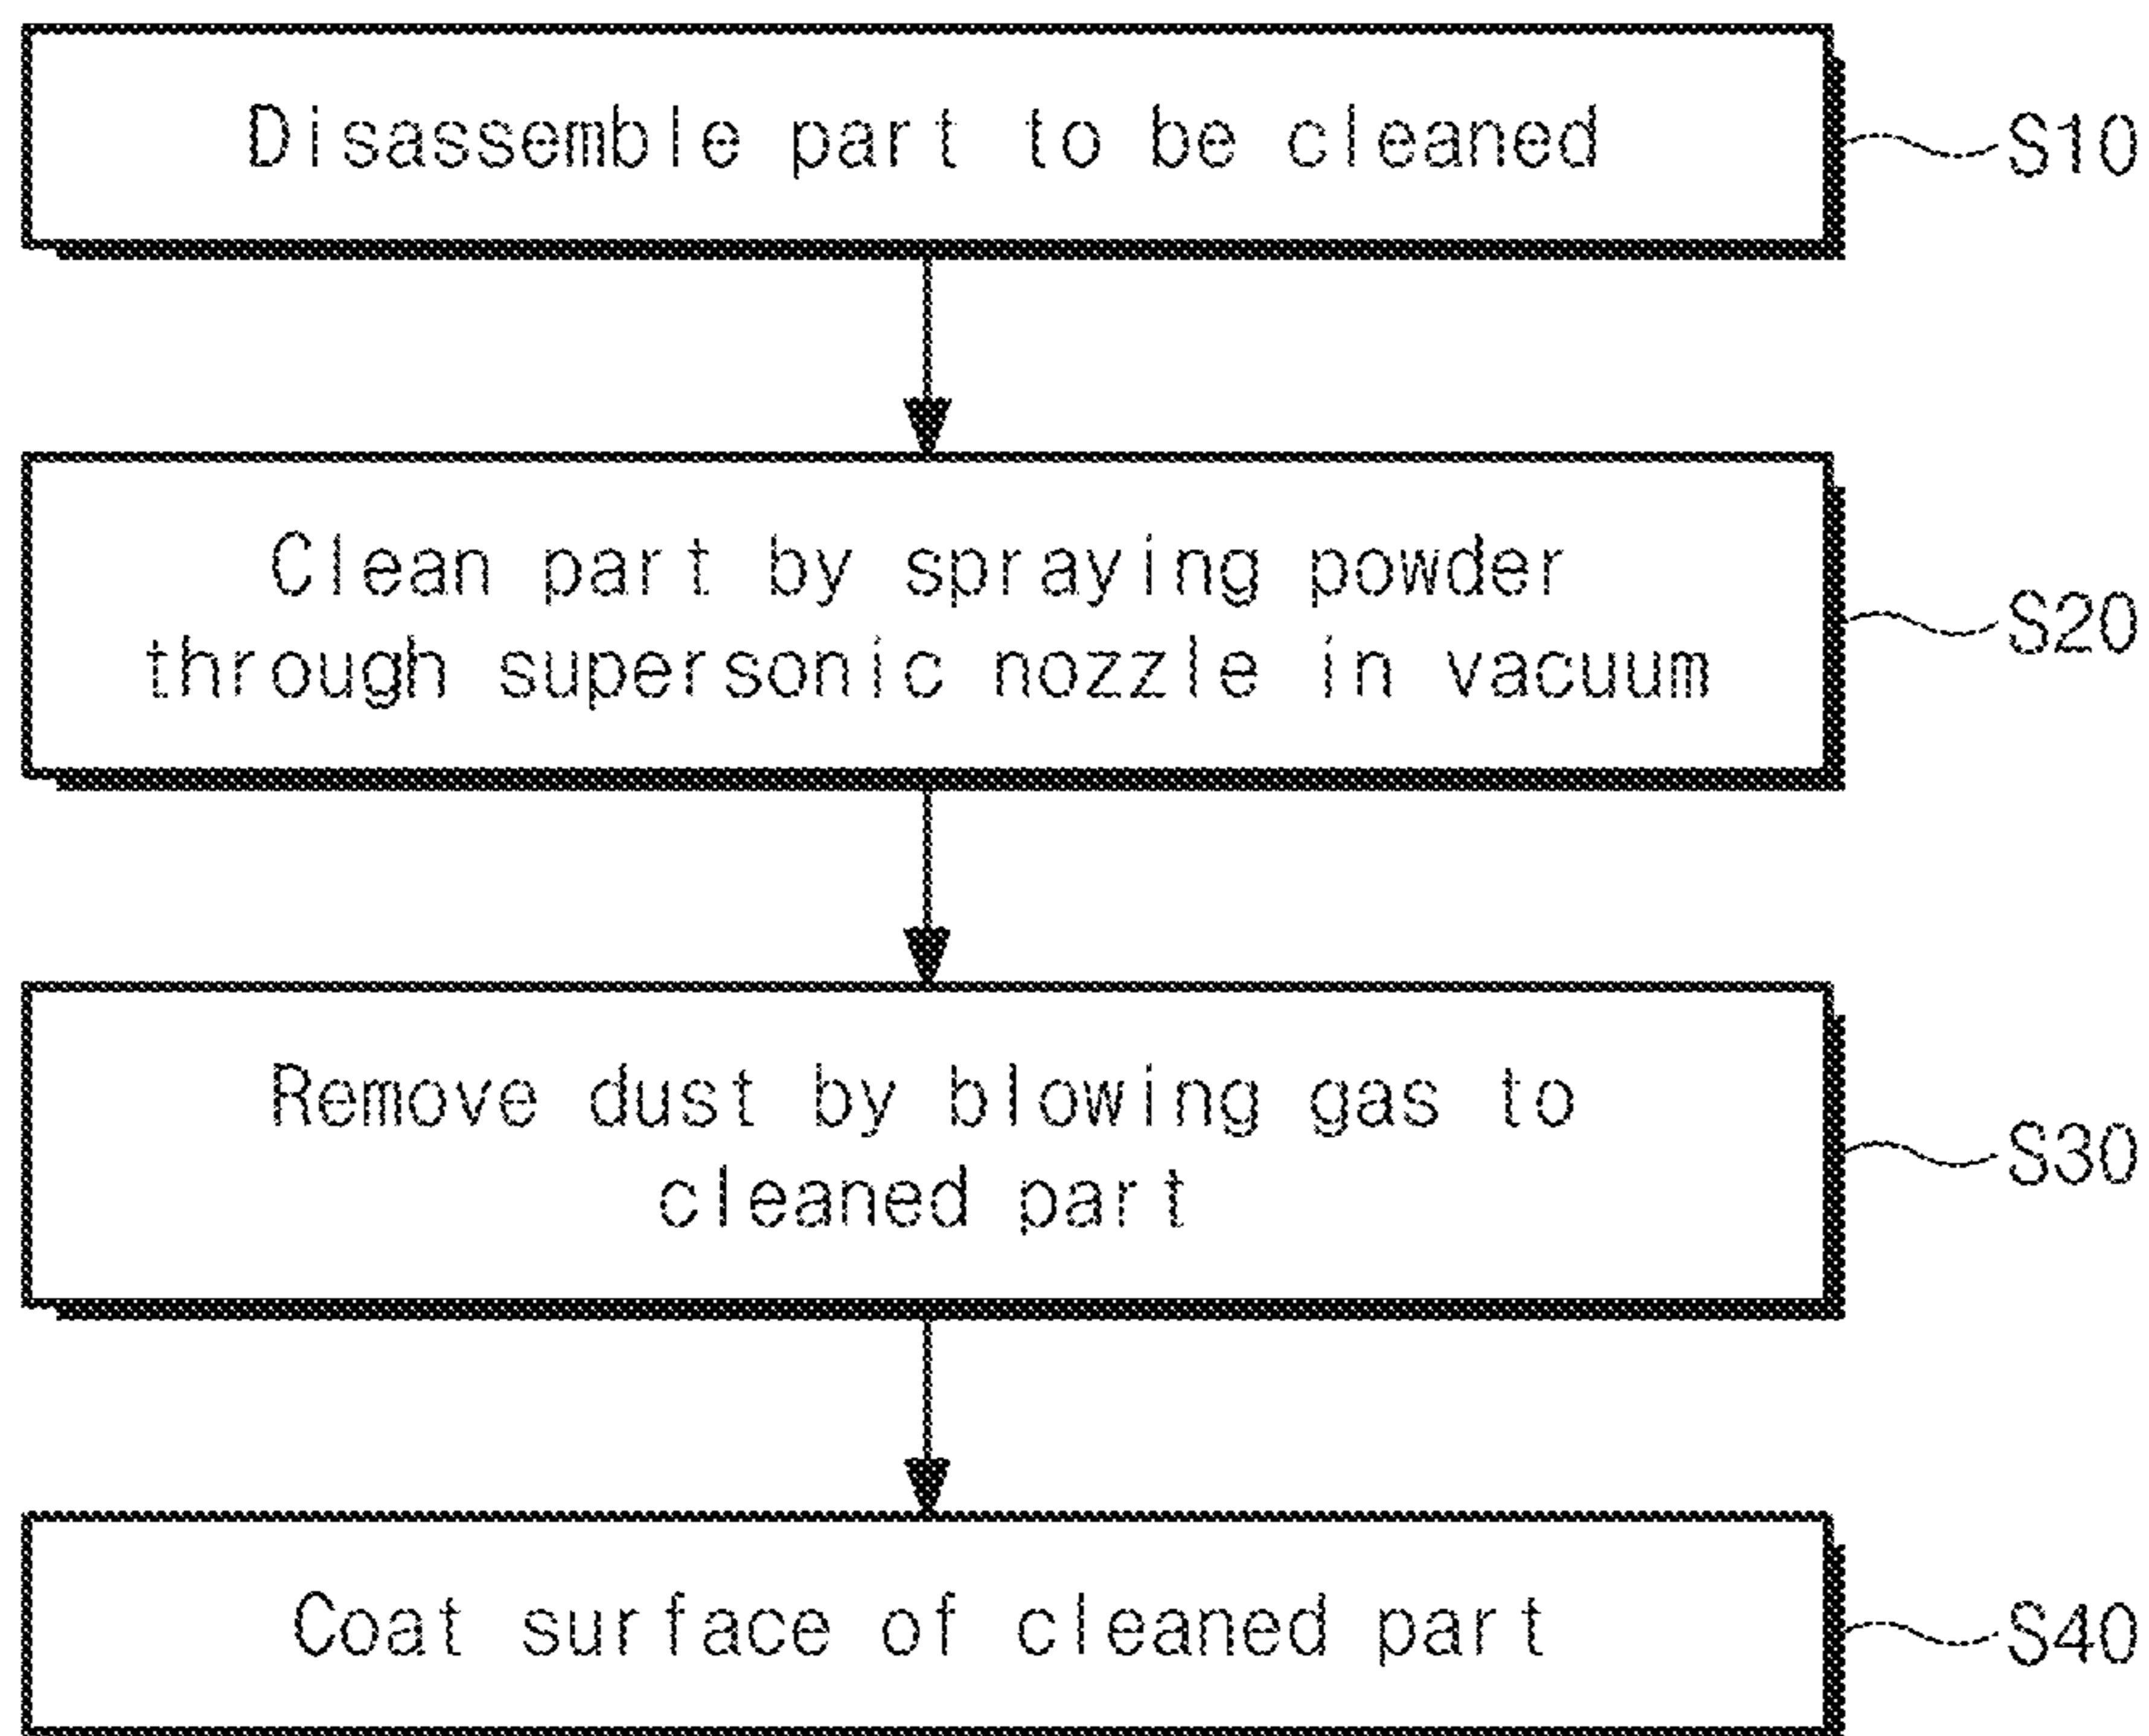 Disassemble part to be cleaned
S10
Clean part by spraying powder
through supersonic nozzle in vacuum
S20
Remove dust by blowing gas to
cleaned part
S30
Coat surface of cleaned part
S40